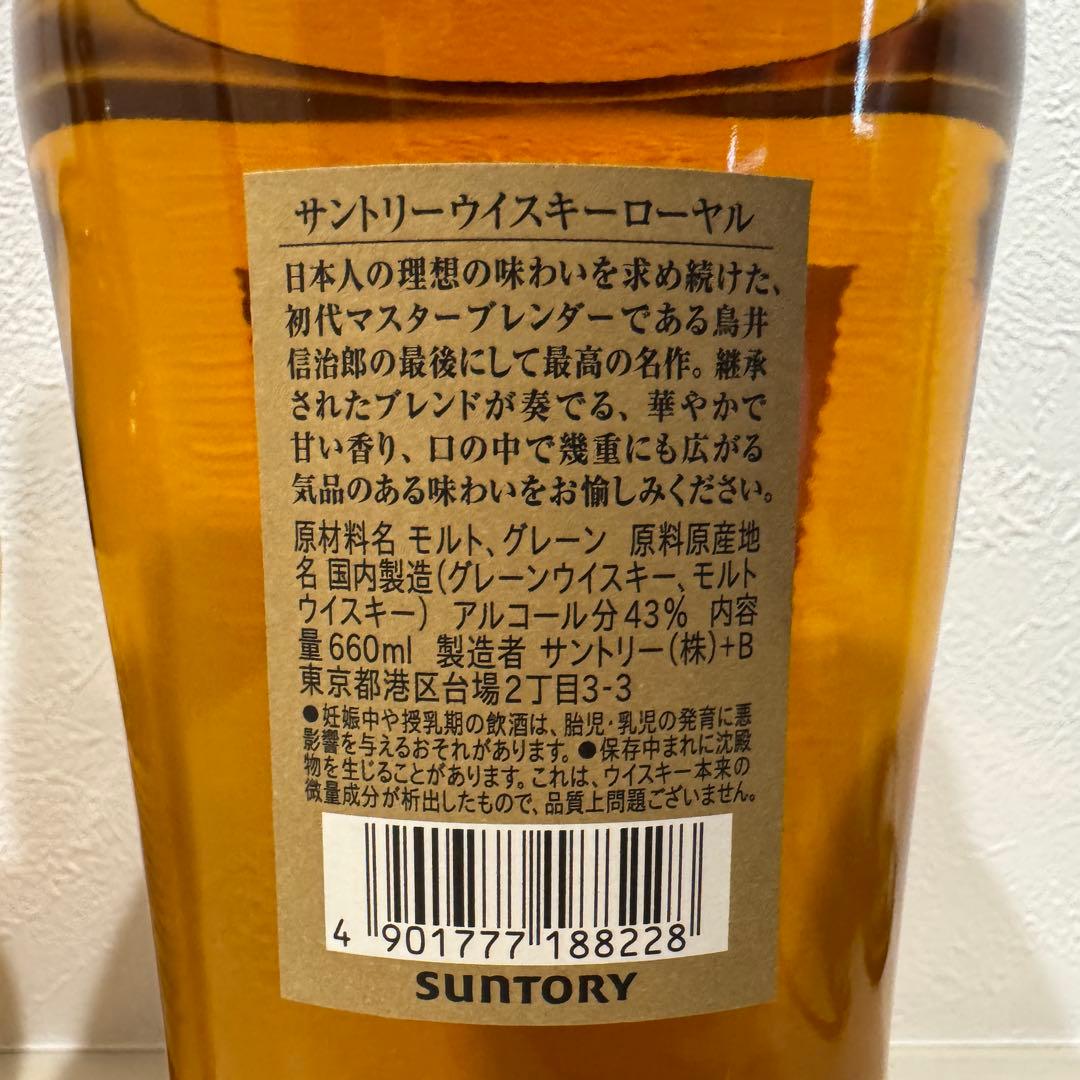 サントリーウイスキーローヤル
日本人の理想の味わいを求め続けた、
初代マスターブレンダーである鳥井
信治郎の最後にして最高の名作。継承
されたブレンドが奏でる、華やかで
甘い香り、口の中で幾重にも広がる
気品のある味わいをお愉しみください。
原材料名 モルト、グレーン 原料原産地
名 国内製造(グレーンウイスキー、モルト
ウイスキー) アルコール分43% 内容
量660ml 製造者 サントリー(株)+B
東京都港区台場2丁目3-3
●妊娠中や授乳期の飲酒は、胎児・乳児の発育に悪
影響を与えるおそれがあります。●保存中まれに沈殿
物を生じることがあります。これは、ウイスキー本来の
微量成分が析出したもので、品質上問題ございません。
4 901777 188228
SUNTORY